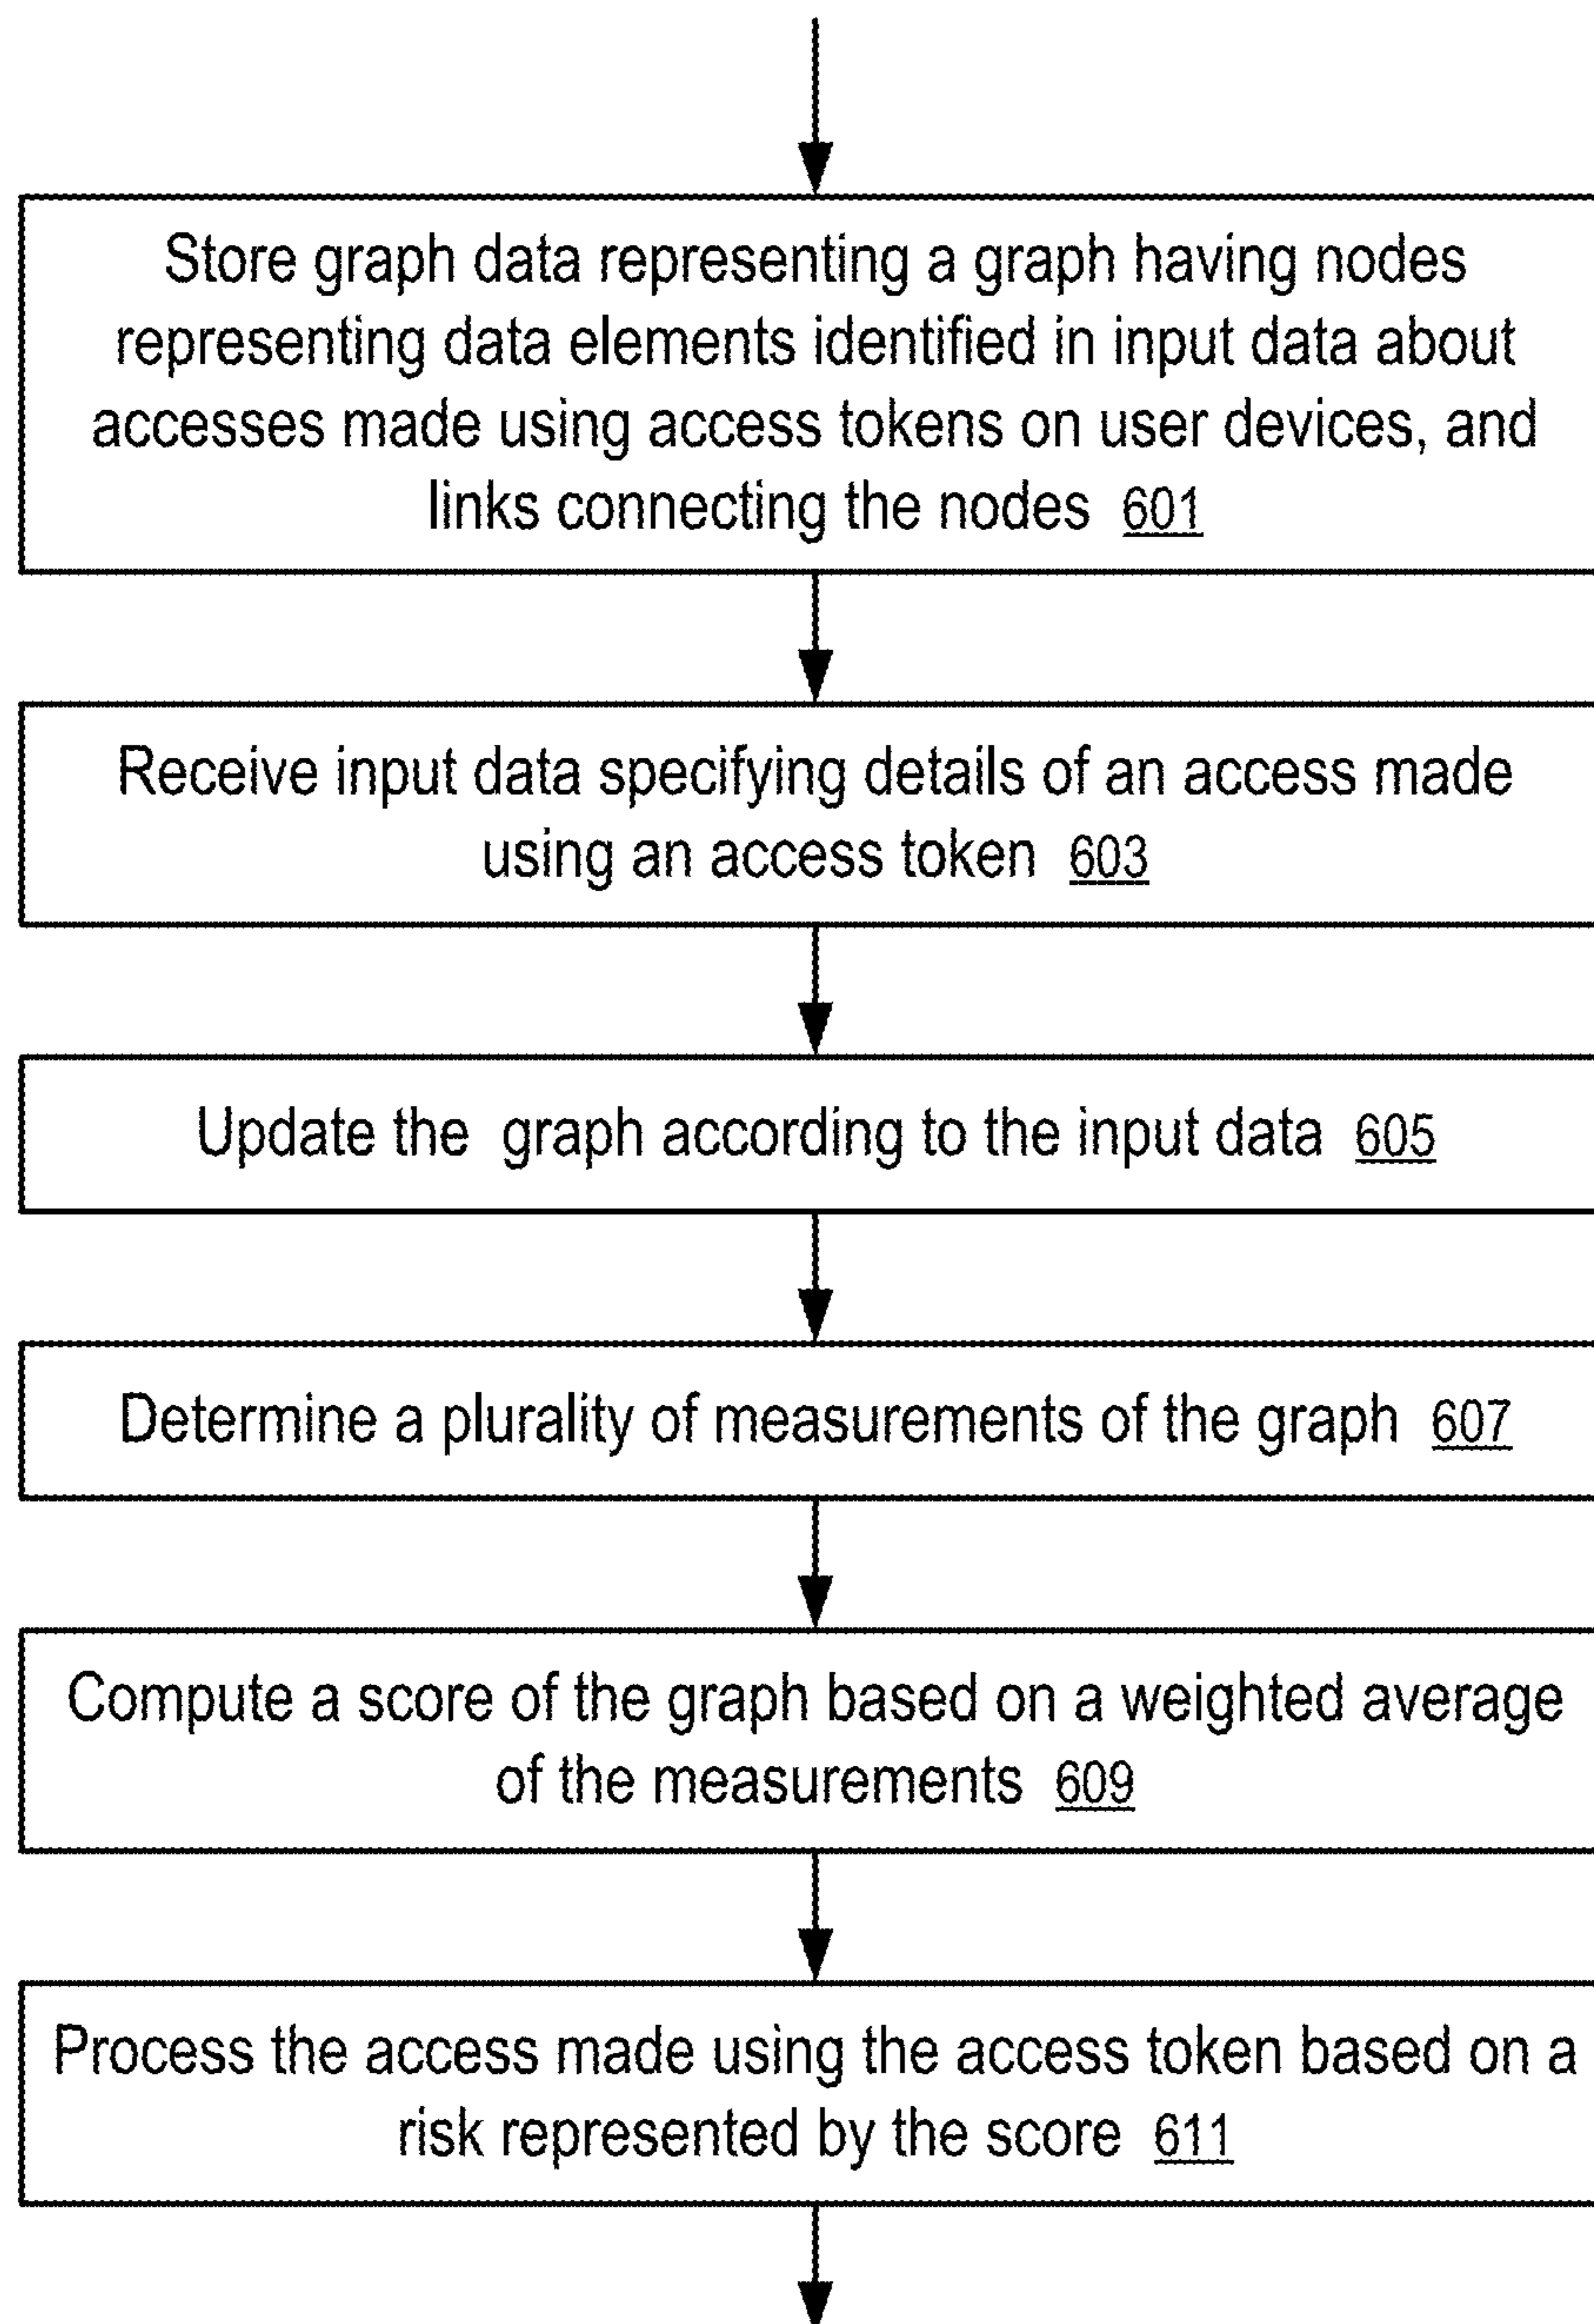 Store graph data representing a graph having nodes
representing data elements identified in input data about
accesses made using access tokens on user devices, and
links connecting the nodes 601
Receive input data specifying details of an access made
using an access token 603
Update the graph according to the input data 605
Determine a plurality of measurements of the graph 607
Compute a score of the graph based on a weighted average
of the measurements 609
Process the access made using the access token based on a
risk represented by the score 611